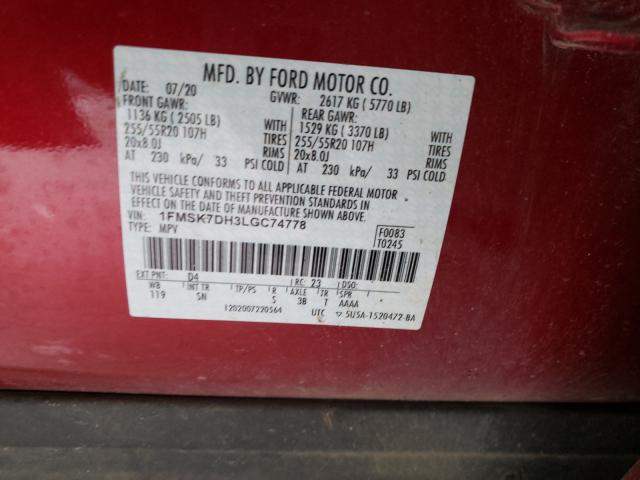 MFD. BY FORD MOTOR CO.
DATE: 07/20 GVWR: 2617 KG ( 5770 LB)
FRONT GAWR: REAR GAWR:
1136 KG ( 2505 LB) WITH 1529 KG ( 3370 LB) WITH
255/55R20 107H TIRES 255/55R20 107H TIRES
20x8.0J RIMS 20x8.0J RIMS
AT 230 kPa/ 33 PSI COLD AT 230 kPa/ 33 PSI COLD
THIS VEHICLE CONFORMS TO ALL APPLICABLE FEDERAL MOTOR
VEHICLE SAFETY AND BUMPER AND THEFT PREVENTION STANDARDS IN
EFFECT ON THE DATE OF MANUFACTURE SHOWN ABOVE.
VIN: 1FMSK7DH3LGC74778 F0083
TYPE: MPV T0245
EXT PNT: D4 RC: 23 DSO:
WB INT TR TP/PS R AXLE TR SPR
119 SN S 3B T AAAA
1202007220564 UTC ▽ 5U5A-1520472-BA